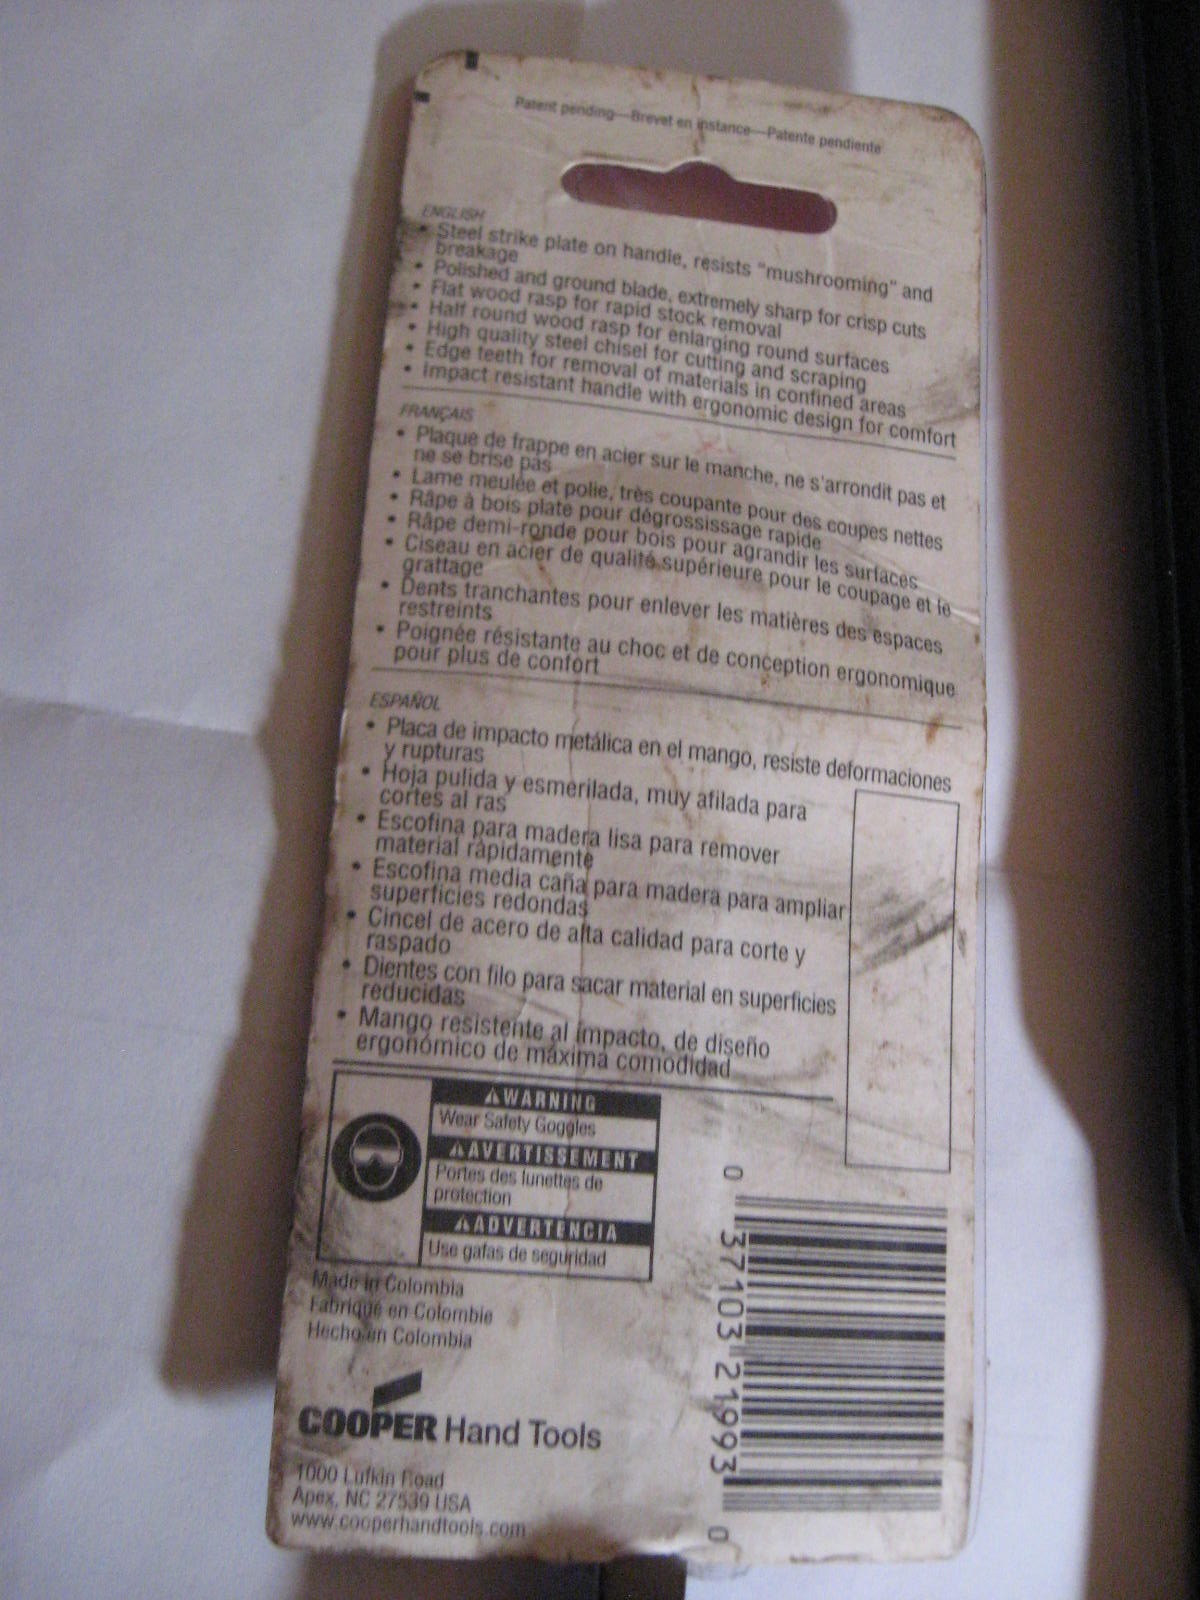 Patent pending—Brevet en instance—Patente pendiente
ENGLISH
• Steel strike plate on handle, resists "mushrooming" and
breakage
• Polished and ground blade, extremely sharp for crisp cuts
• Flat wood rasp for rapid stock removal
• Half round wood rasp for enlarging round surfaces
• High quality steel chisel for cutting and scraping
• Edge teeth for removal of materials in confined areas
• Impact resistant handle with ergonomic design for comfort
FRANÇAIS
• Plaque de frappe en acier sur le manche, ne s'arrondit pas et
ne se brise pas
• Lame meulée et polie, très coupante pour des coupes nettes
• Râpe à bois plate pour dégrossissage rapide
• Râpe demi-ronde pour bois pour agrandir les surfaces
• Ciseau en acier de qualité supérieure pour le coupage et le
grattage
• Dents tranchantes pour enlever les matières des espaces
restreints
• Poignée résistante au choc et de conception ergonomique
pour plus de confort
ESPAÑOL
• Placa de impacto metálica en el mango, resiste deformaciones
y rupturas
• Hoja pulida y esmerilada, muy afilada para
cortes al ras
• Escofina para madera lisa para remover
material rápidamente
• Escofina media caña para madera para ampliar
superficies redondas
• Cincel de acero de alta calidad para corte y
raspado
• Dientes con filo para sacar material en superficies
reducidas
• Mango resistente al impacto, de diseño
ergonómico de máxima comodidad
WARNING
Wear Safety Goggles
AVERTISSEMENT
Portes des lunettes de
protection
ADVERTENCIA
Use gafas de seguridad
Made in Colombia
Fabriqué en Colombie
Hecho en Colombia
COOPER Hand Tools
1000 Lufkin Road
Apex, NC 27539 USA
www.cooperhandtools.com
0 37103 21993 0